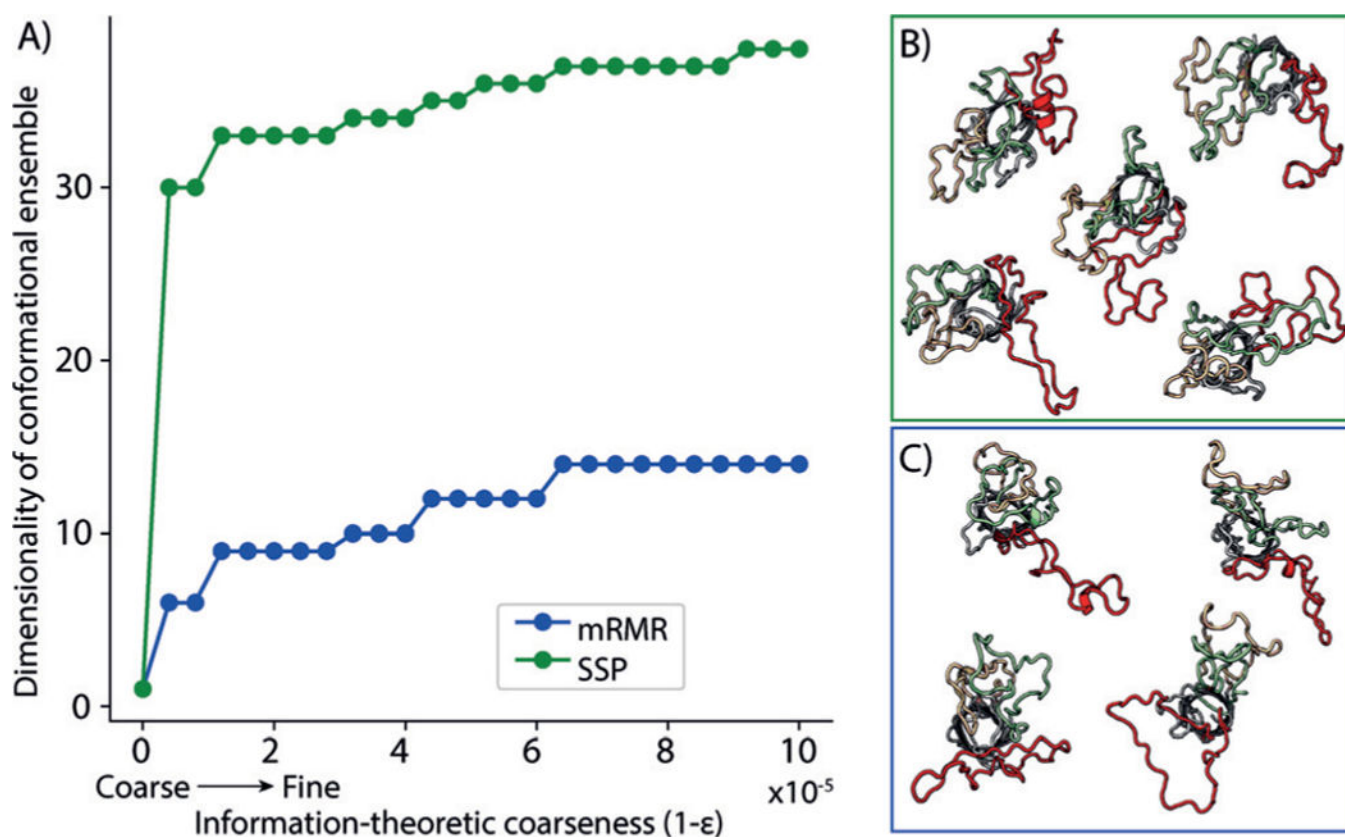 A)
Dimensionality of conformational ensemble
30
20
10
0
mRMR
SSP
0 2 4 6 8 10
x10-5
Coarse → Fine
Information-theoretic coarseness (1-ε)
B)
C)